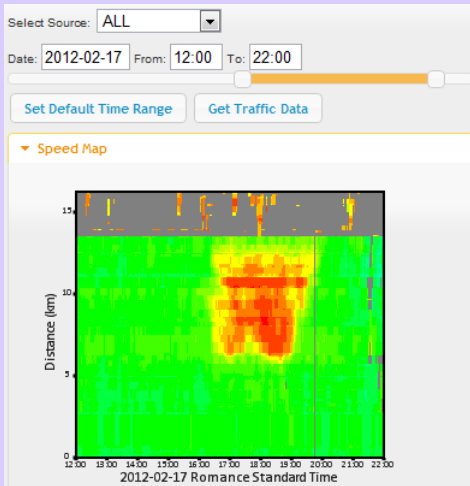 Select Source: ALL
Date: 2012-02-17 From: 12:00 To: 22:00
Set Default Time Range Get Traffic Data
Speed Map
15
10
5
0
Distance (km)
12:00 13:00 14:00 15:00 16:00 17:00 18:00 19:00 20:00 21:00 22:00
2012-02-17 Romance Standard Time